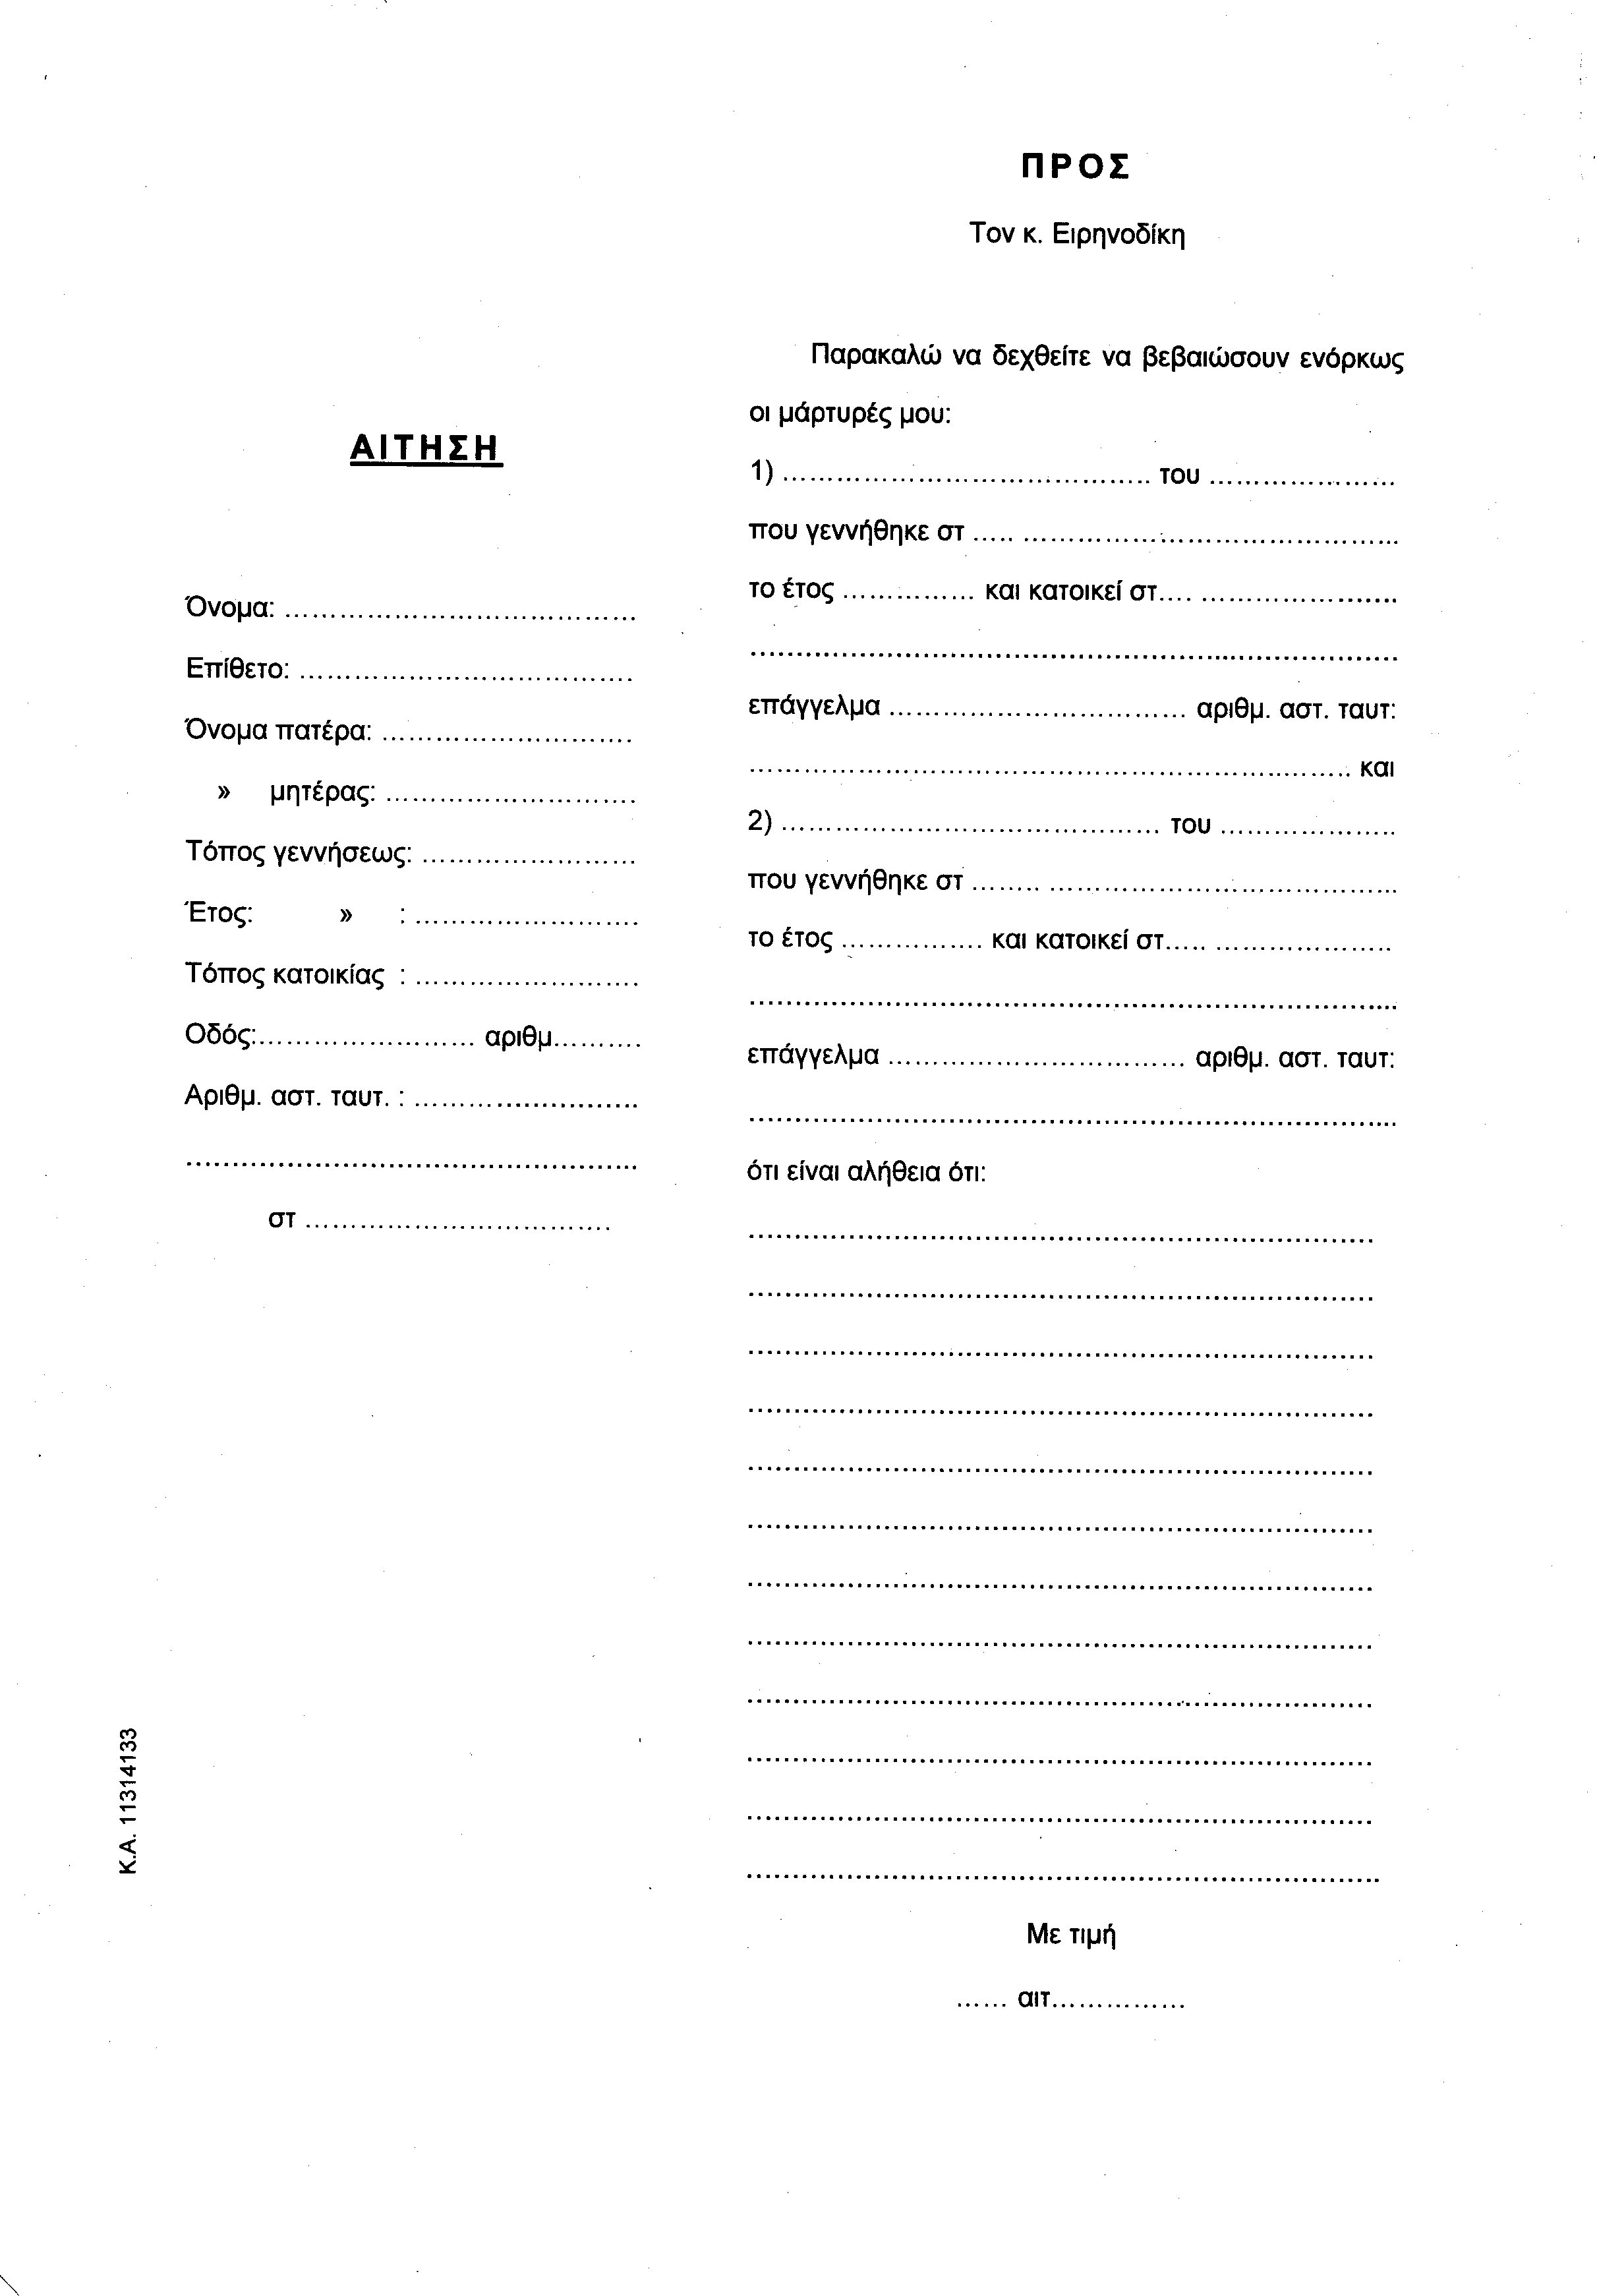 ΑΙΤΗΣΗ
Όνομα: ..........................................
Επίθετο: ..........................................
Όνομα πατέρα: ..............................
» μητέρας: ..............................
Τόπος γεννήσεως: ..........................
Έτος: » : ..........................
Τόπος κατοικίας : ..........................
Οδός:.......................... αριθμ..........
Αριθμ. αστ. ταυτ. : ..........................
......................................................
στ ....................................
ΠΡΟΣ
Τον κ. Ειρηνοδίκη
Παρακαλώ να δεχθείτε να βεβαιώσουν ενόρκως
οι μάρτυρές μου:
1) ............................................. του ......................
που γεννήθηκε στ ..... .............................................
το έτος ................ και κατοικεί στ.... ........................
..............................................................................
επάγγελμα ................................... αριθμ. αστ. ταυτ:
......................................................................... και
2) ............................................. του .....................
που γεννήθηκε στ ........ ..........................................
το έτος ................. και κατοικεί στ..... .....................
..............................................................................
επάγγελμα ................................... αριθμ. αστ. ταυτ:
..............................................................................
ότι είναι αλήθεια ότι:
...........................................................................
...........................................................................
...........................................................................
...........................................................................
...........................................................................
...........................................................................
...........................................................................
...........................................................................
...........................................................................
...........................................................................
...........................................................................
............................................................................
Με τιμή
...... αιτ................
Κ.Α. 11314133